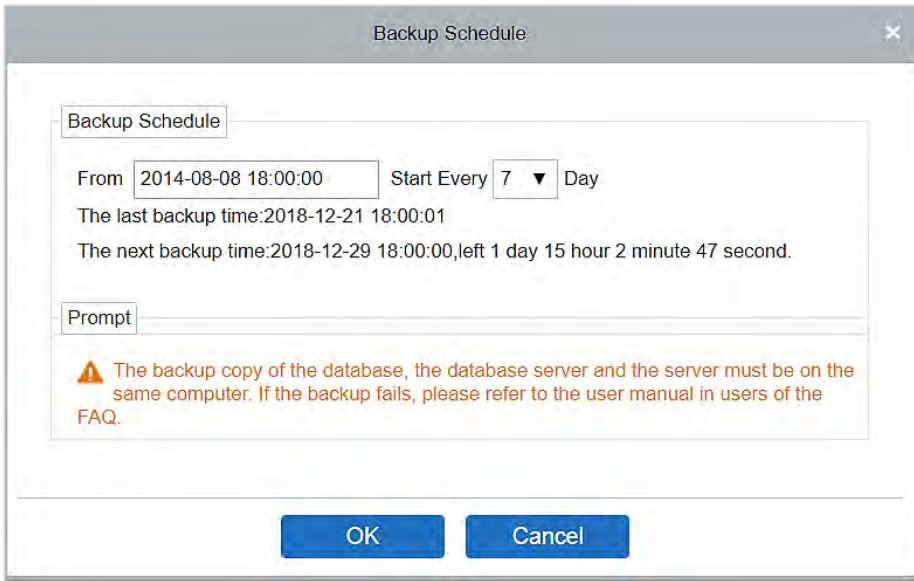 Backup Schedule
Backup Schedule
From 2014-08-08 18:00:00 Start Every 7 Day
The last backup time:2018-12-21 18:00:01
The next backup time:2018-12-29 18:00:00,left 1 day 15 hour 2 minute 47 second.
Prompt
The backup copy of the database, the database server and the server must be on the
same computer. If the backup fails, please refer to the user manual in users of the
FAQ.
OK Cancel